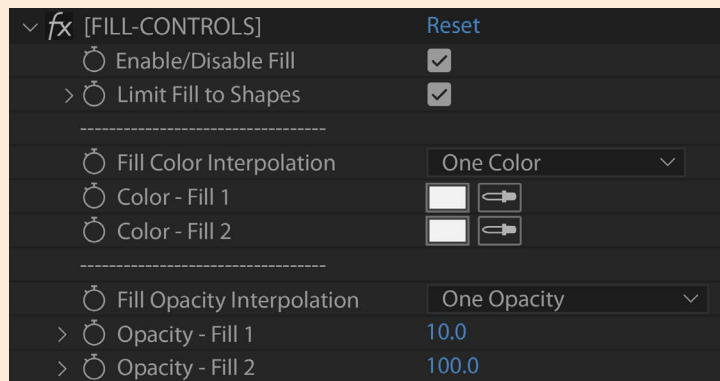 fx [FILL-CONTROLS] Reset
Enable/Disable Fill
Limit Fill to Shapes
----------------------------------
Fill Color Interpolation One Color
Color - Fill 1
Color - Fill 2
----------------------------------
Fill Opacity Interpolation One Opacity
Opacity - Fill 1 10.0
Opacity - Fill 2 100.0